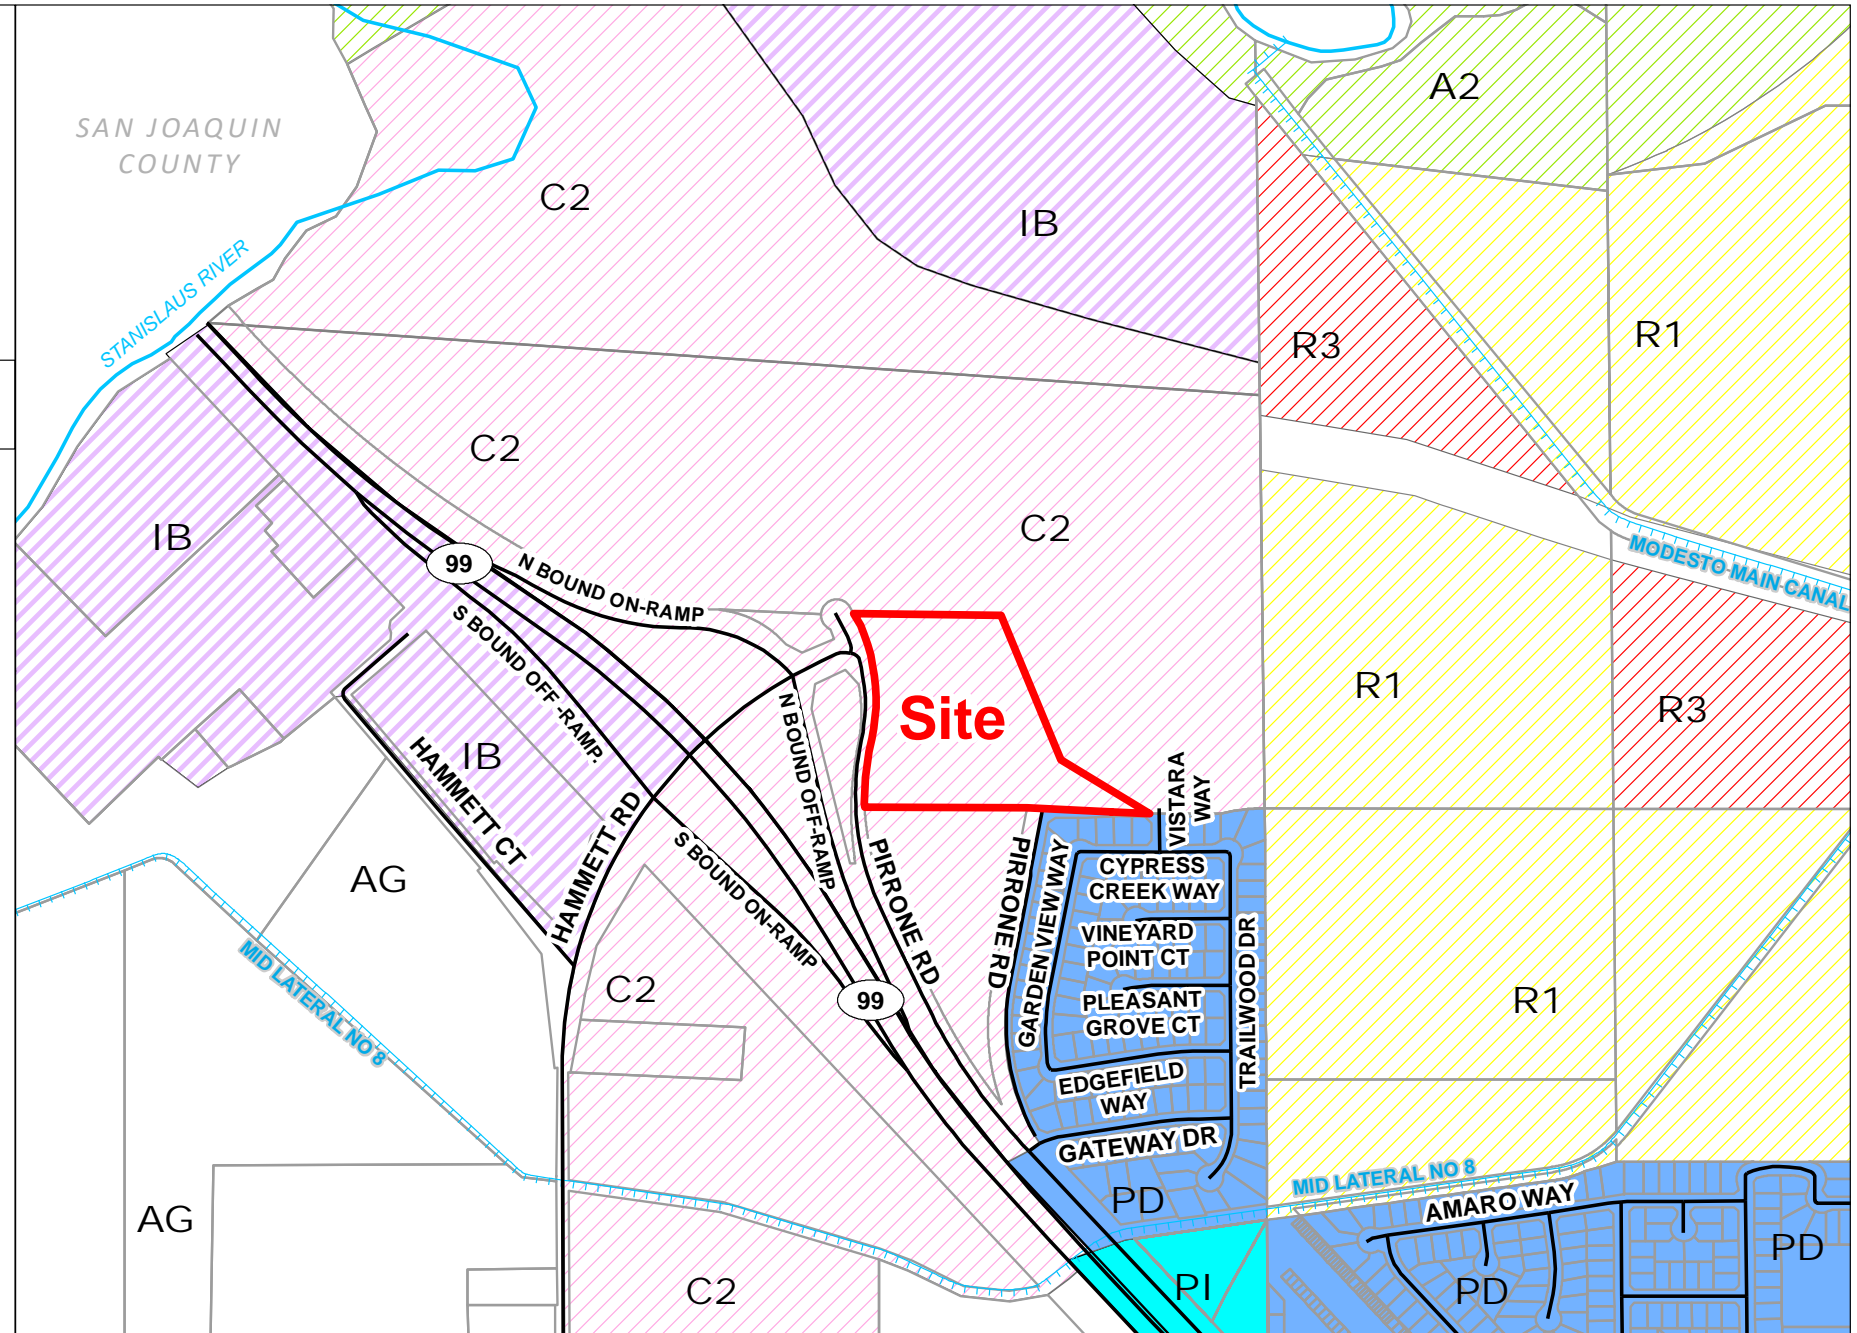 A2
SAN JOAQUIN
COUNTY
C2
IB
STANISLAUS RIVER
R3
R1
C2
C2
IB
MODESTO MAIN CANAL
99
N BOUND ON-RAMP
S BOUND OFF-RAMP.
R1
R3
Site
N BOUND OFF-RAMP
IB
HAMMETT CT
HAMMETT RD
VISTARA
WAY
S BOUND ON-RAMP
PIRRONE RD
PIRRONE RD
GARDEN VIEW WAY
CYPRESS
CREEK WAY
AG
VINEYARD
POINT CT
TRAILWOOD DR
MID LATERAL NO 8
C2
99
PLEASANT
GROVE CT
R1
EDGEFIELD
WAY
GATEWAY DR
MID LATERAL NO 8
AMARO WAY
PD
AG
PD
C2
PI
PD